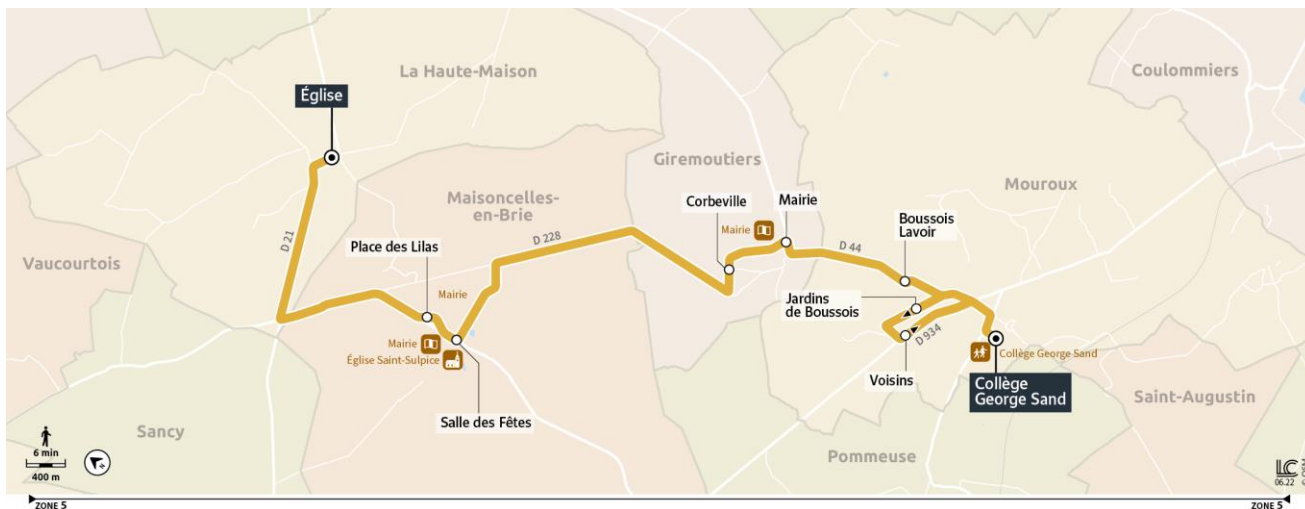 La Haute-Maison
Coulommiers
Église
Giremoutiers
Mouroux
Maisoncelles-
en-Brie
Corbeville
Mairie
Boussois
Lavoir
Mairie
D 21
D 228
D 44
Place des Lilas
Vaucourtois
Mairie
Jardins
de Boussois
D 934
Mairie
Église Saint-Sulpice
Collège George Sand
Voisins
Collège
George Sand
Saint-Augustin
Salle des Fêtes
Sancy
6 min
400 m
Pommeuse
LC
06.22
ZONE 5
ZONE 5